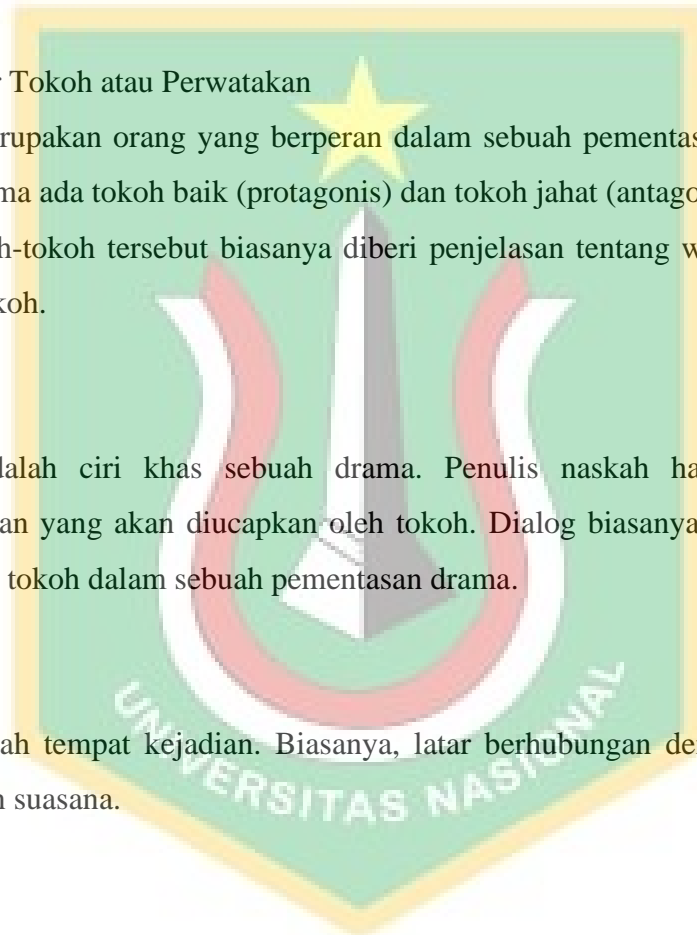 r Tokoh atau Perwatakan
rupakan orang yang berperan dalam sebuah pementas
ma ada tokoh baik (protagonis) dan tokoh jahat (antago
h-tokoh tersebut biasanya diberi penjelasan tentang w
koh.
dalah ciri khas sebuah drama. Penulis naskah ha
an yang akan diucapkan oleh tokoh. Dialog biasanya
tokoh dalam sebuah pementasan drama.
ah tempat kejadian. Biasanya, latar berhubungan de
n suasana.
UNIVERSITAS NASIONAL